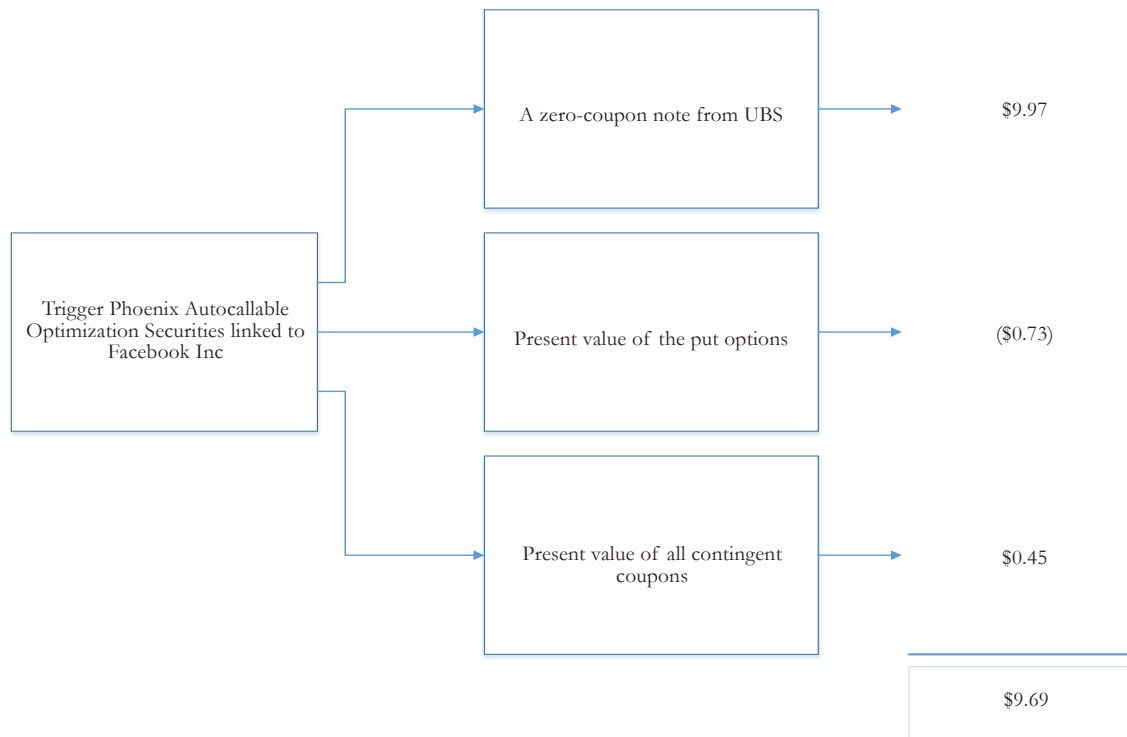 A zero-coupon note from UBS
$9.97
Trigger Phoenix Autocallable
Optimization Securities linked to
Facebook Inc
Present value of the put options
($0.73)
Present value of all contingent
coupons
$0.45
$9.69